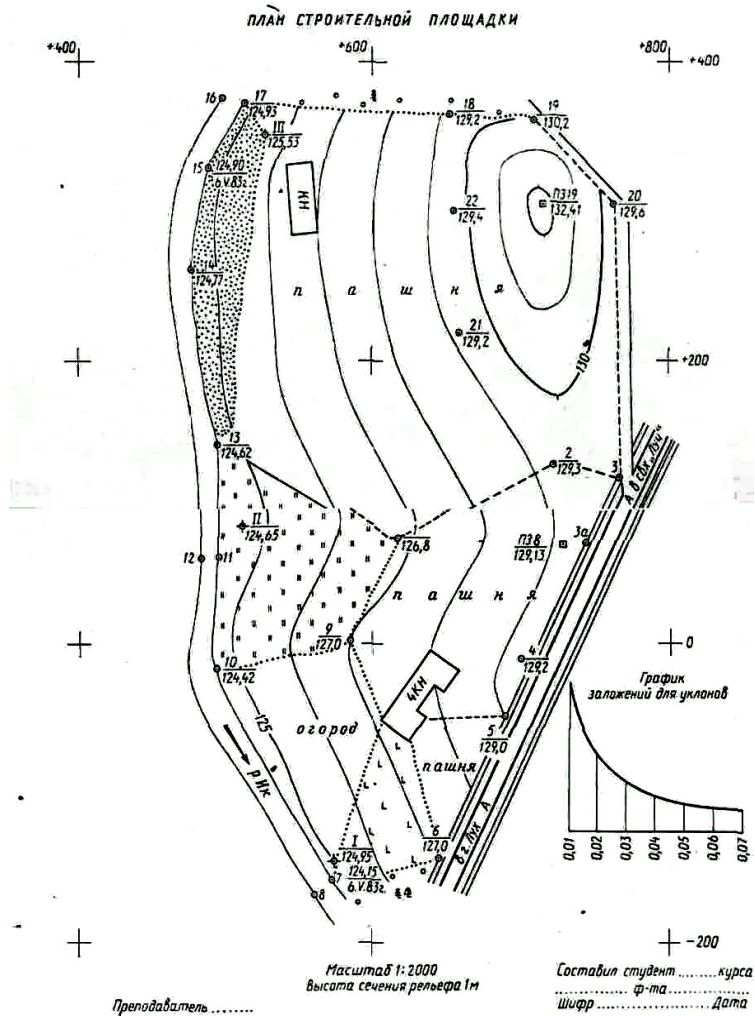 ПЛАН СТРОИТЕЛЬНОЙ ПЛОЩАДКИ
+400 +600 +800 +400
16 17 124,93
18 129,2
19 130,2
III 125,53
15 124,90 6.V.83г.
КН
22 129,4
ПЗ19 132,41
20 129,6
14 124,77
п а ш н я
21 129,2
130
+200
13 124,62
2 129,3
3
А В СВХ „ЛУЧ"
II 124,65
1 126,8
ПЗ8 129,13
3а
12 11
п а ш н я
9 127,0
0
10 124,42
4 129,2
4КН
График
заложений для уклонов
125
огород
5 129,0
р.Ик
пашня
6 127,0
В г. Лух А
I 124,95
7 124,15 6.V.83г.
8
0,01 0,02 0,03 0,04 0,05 0,06 0,07
-200
Масштаб 1:2000
Высота сечения рельефа 1м
Составил студент ........ курса
.......... ф-та ..........
Шифр .......... Дата
Преподаватель .......